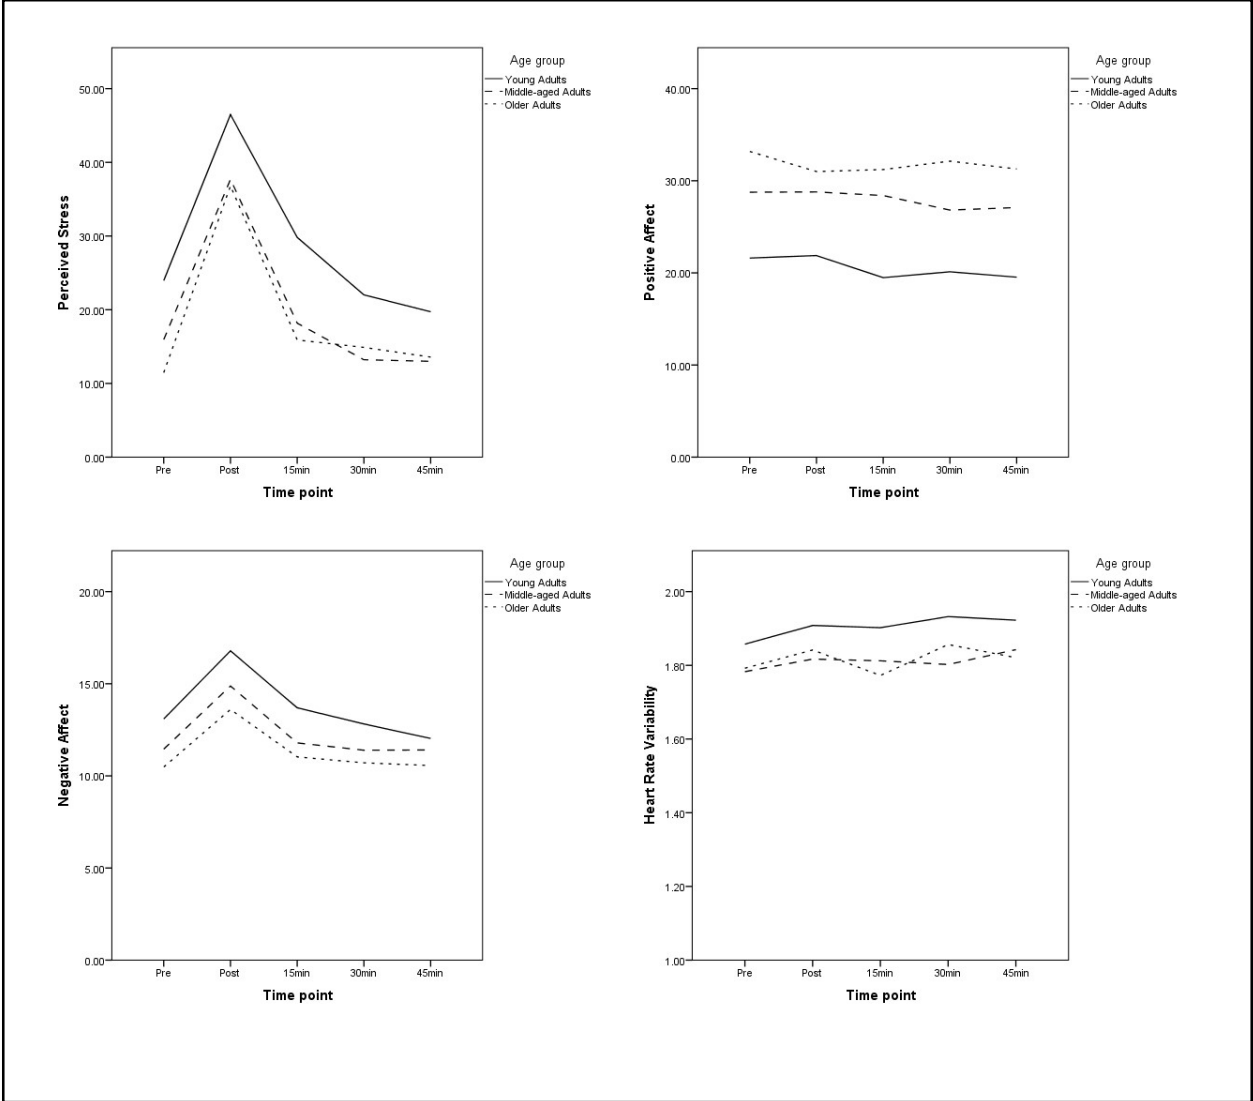 Age group
Young Adults
Middle-aged Adults
Older Adults
50.00
40.00
30.00
20.00
10.00
0.00
Perceived Stress
Pre Post 15min 30min 45min
Time point
Age group
Young Adults
Middle-aged Adults
Older Adults
40.00
30.00
20.00
10.00
0.00
Positive Affect
Pre Post 15min 30min 45min
Time point
Age group
Young Adults
Middle-aged Adults
Older Adults
20.00
15.00
10.00
5.00
0.00
Negative Affect
Pre Post 15min 30min 45min
Time point
Age group
Young Adults
Middle-aged Adults
Older Adults
2.00
1.80
1.60
1.40
1.20
1.00
Heart Rate Variability
Pre Post 15min 30min 45min
Time point